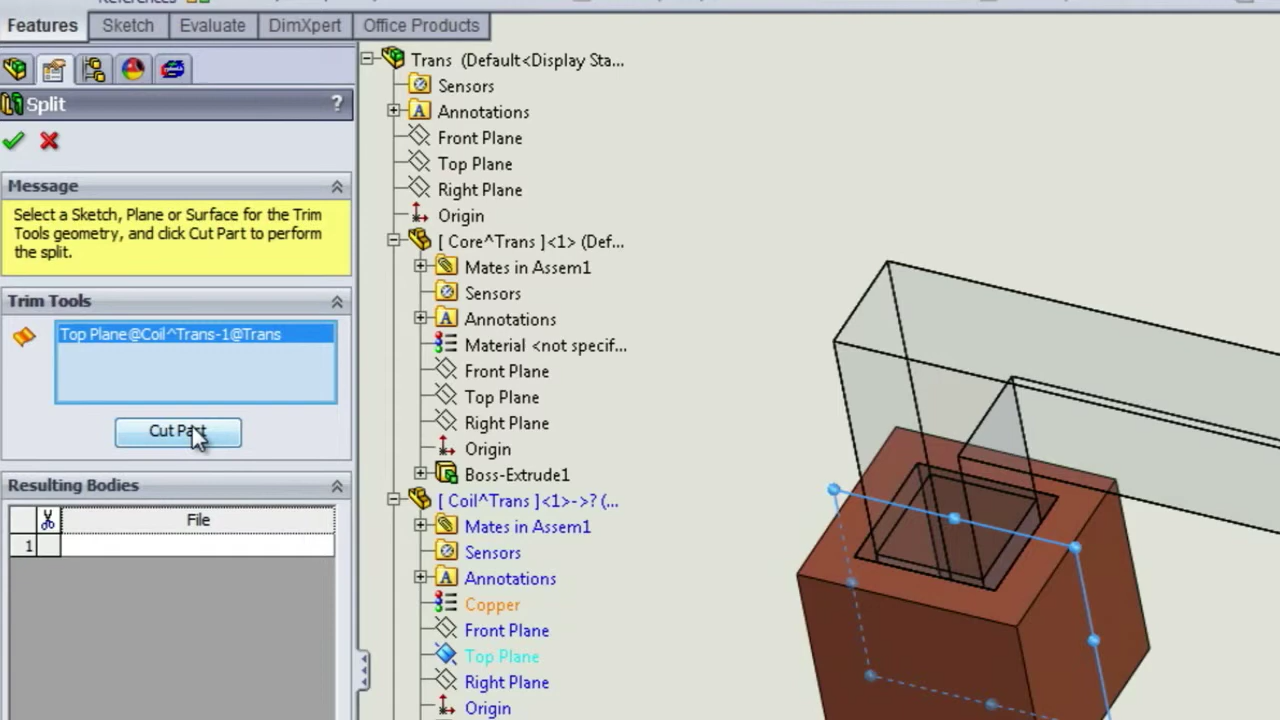 References
Features Sketch Evaluate DimXpert Office Products
Split ?
Message
Select a Sketch, Plane or Surface for the Trim
Tools geometry, and click Cut Part to perform
the split.
Trim Tools
Top Plane@Coil^Trans-1@Trans
Cut Part
Resulting Bodies
File
1
Trans (Default<Display Sta...
Sensors
Annotations
Front Plane
Top Plane
Right Plane
Origin
[ Core^Trans ]<1> (Def...
Mates in Assem1
Sensors
Annotations
Material <not specif...
Front Plane
Top Plane
Right Plane
Origin
Boss-Extrude1
[ Coil^Trans ]<1>->? (...
Mates in Assem1
Sensors
Annotations
Copper
Front Plane
Top Plane
Right Plane
Origin